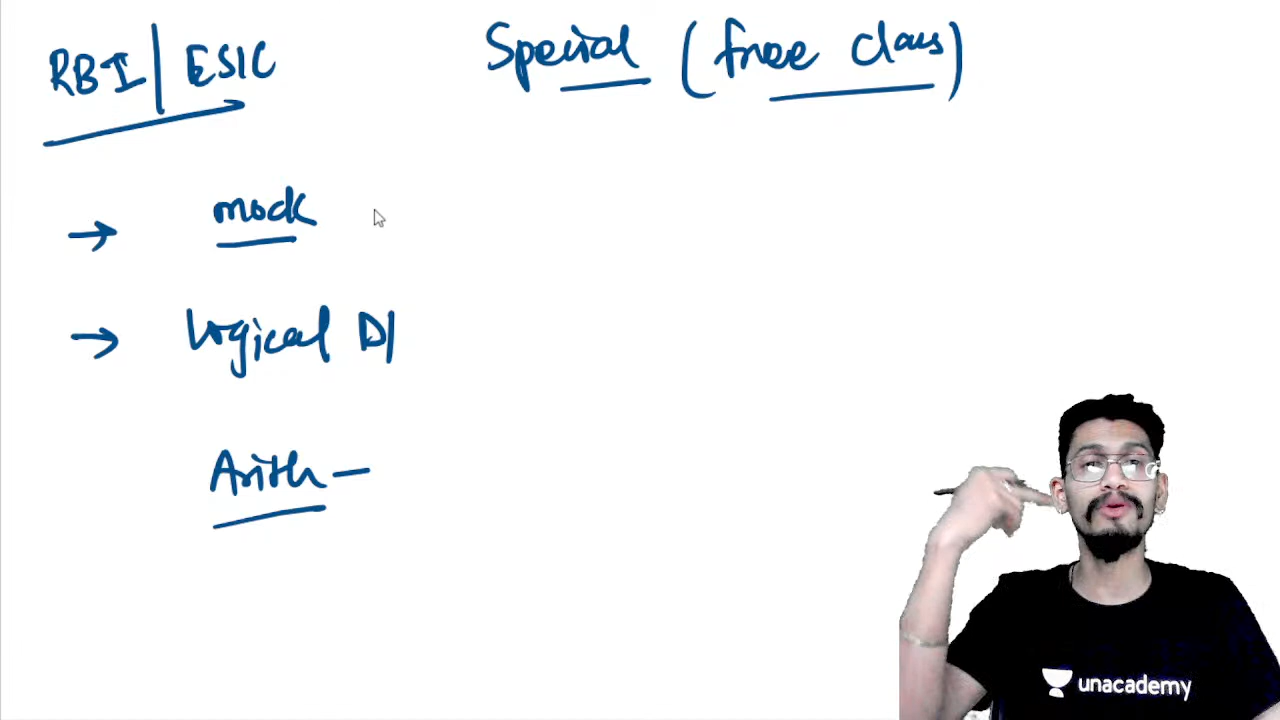 RBI | ESIC Special (free class)
→ mock
→ Logical DI
Arith -
unacademy